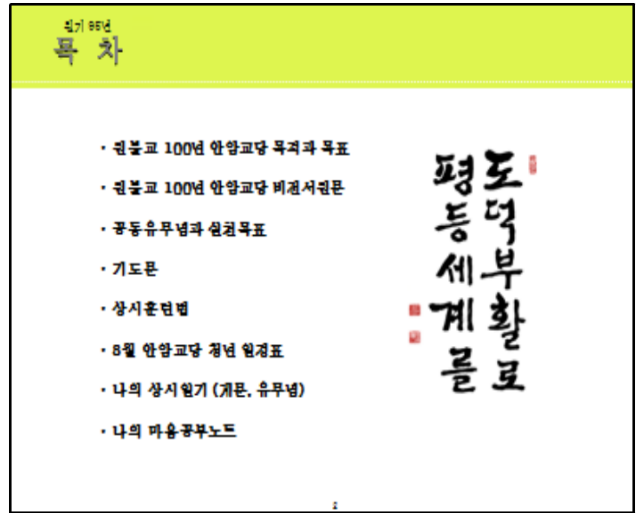 원기 95년
목 차
· 원불교 100년 안암교당 목적과 목표
· 원불교 100년 안암교당 비전서원문
· 공동유무념과 실천목표
· 기도문
· 상시훈련법
· 8월 안암교당 청년 일정표
· 나의 상시일기 (계문, 유무념)
· 나의 마음공부노트
도덕부활로
평등세계를
2